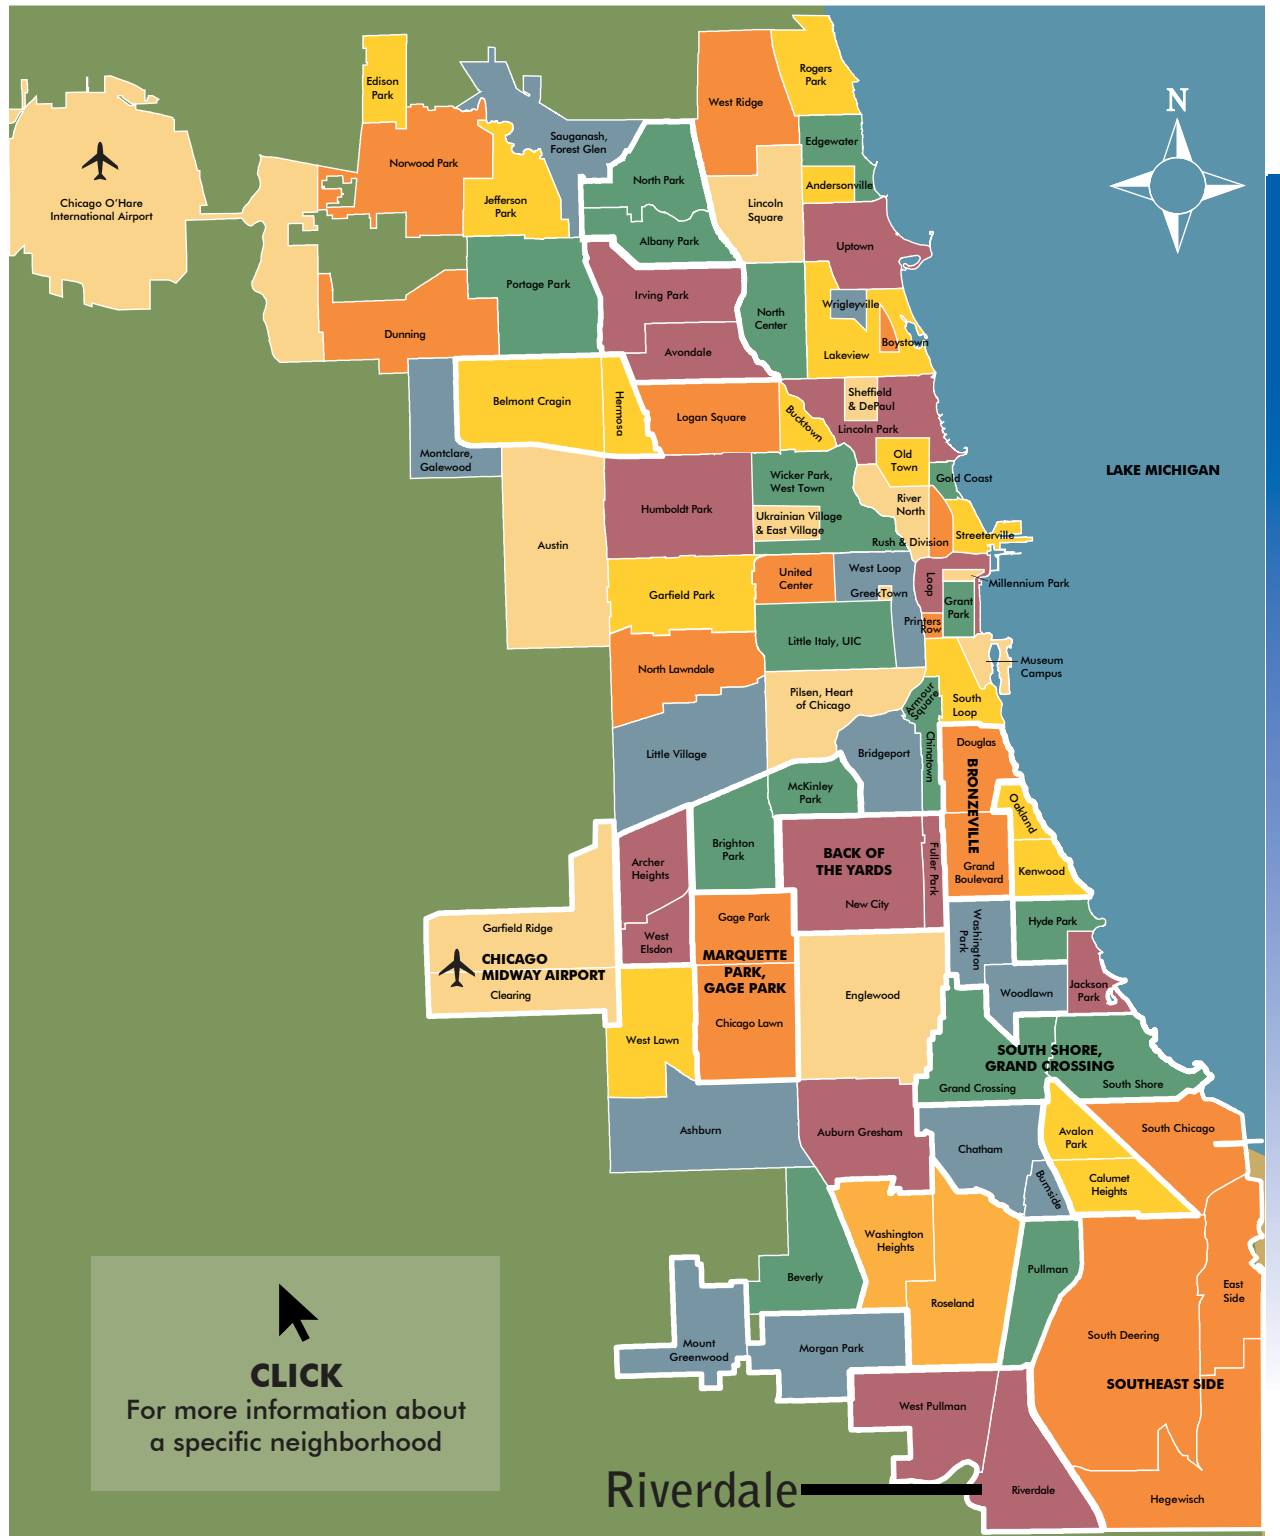 Rogers
Park
Edison
Park
West Ridge
N
Edgewater
Sauganash,
Forest Glen
Norwood Park
North Park
Andersonville
Jefferson
Park
Lincoln
Square
Chicago O'Hare
International Airport
Albany Park
Uptown
Portage Park
Irving Park
North
Center
Wrigleyville
Dunning
Avondale
Boystown
Lakeview
Belmont Cragin
Hermosa
Logan Square
Bucktown
Sheffield
& DePaul
Lincoln Park
Montclare,
Galewood
Old
Town
LAKE MICHIGAN
Wicker Park,
West Town
Gold Coast
Humboldt Park
River
North
Ukrainian Village
& East Village
Austin
Rush & Division
Streeterville
United
Center
West Loop
Loop
Millennium Park
Garfield Park
GreekTown
Grant
Park
Printers
Row
Little Italy, UIC
North Lawndale
Museum
Campus
Pilsen, Heart
of Chicago
Armour
Square
South
Loop
Little Village
Bridgeport
Chinatown
Douglas
McKinley
Park
BRONZEVILLE
Oakland
Brighton
Park
BACK OF
THE YARDS
Fuller Park
Archer
Heights
Grand
Boulevard
Kenwood
New City
Gage Park
Garfield Ridge
West
Elsdon
Washington
Park
Hyde Park
CHICAGO
MIDWAY AIRPORT
MARQUETTE
PARK,
GAGE PARK
Clearing
Englewood
Woodlawn
Jackson
Park
Chicago Lawn
West Lawn
SOUTH SHORE,
GRAND CROSSING
Grand Crossing
South Shore
Ashburn
Auburn Gresham
Chatham
Avalon
Park
South Chicago
Burnside
Calumet
Heights
Washington
Heights
Beverly
Pullman
Roseland
East
Side
South Deering
Mount
Greenwood
Morgan Park
SOUTHEAST SIDE
West Pullman
CLICK
For more information about
a specific neighborhood
Riverdale
Riverdale
Hegewisch